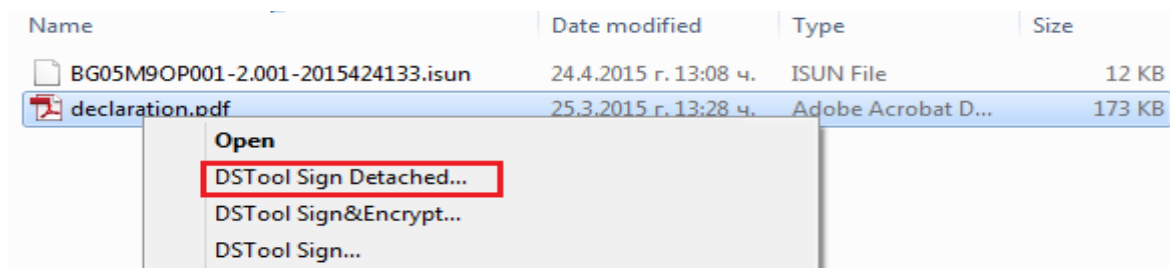 Name Date modified Type Size
BG05M9OP001-2.001-2015424133.isun 24.4.2015 г. 13:08 ч. ISUN File 12 KB
declaration.pdf 25.3.2015 г. 13:28 ч. Adobe Acrobat D... 173 KB
Open
DSTool Sign Detached...
DSTool Sign&Encrypt...
DSTool Sign...